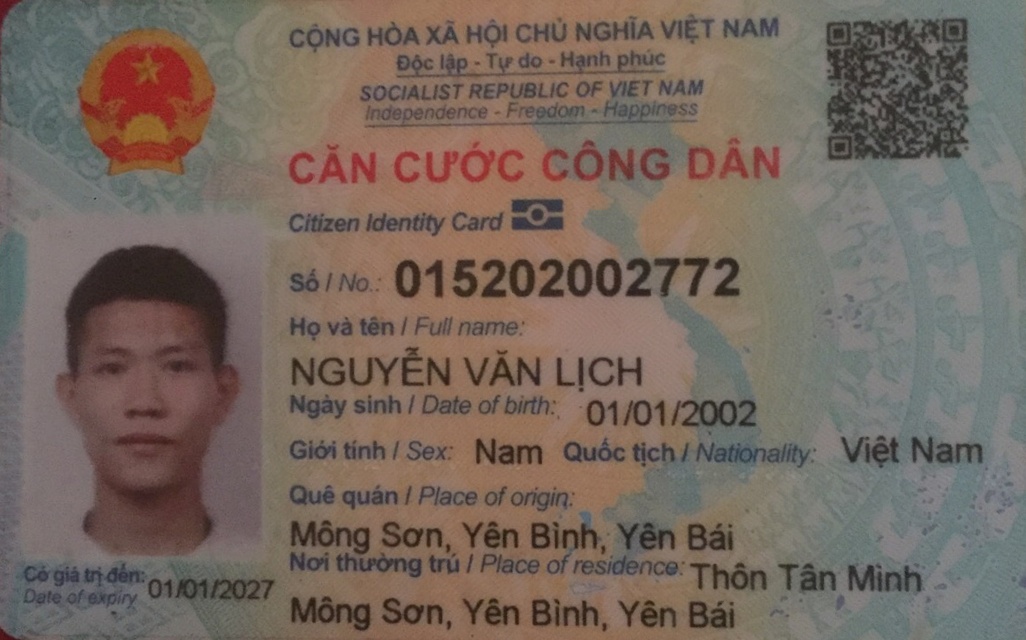 CỘNG HÒA XÃ HỘI CHỦ NGHĨA VIỆT NAM
Độc lập - Tự do - Hạnh phúc
SOCIALIST REPUBLIC OF VIET NAM
Independence - Freedom - Happiness
CĂN CƯỚC CÔNG DÂN
Citizen Identity Card
Số / No.: 015202002772
Họ và tên / Full name:
NGUYỄN VĂN LỊCH
Ngày sinh / Date of birth: 01/01/2002
Giới tính / Sex: Nam Quốc tịch / Nationality: Việt Nam
Quê quán / Place of origin:
Mông Sơn, Yên Bình, Yên Bái
Nơi thường trú / Place of residence: Thôn Tân Minh
Mông Sơn, Yên Bình, Yên Bái
Có giá trị đến: 01/01/2027
Date of expiry